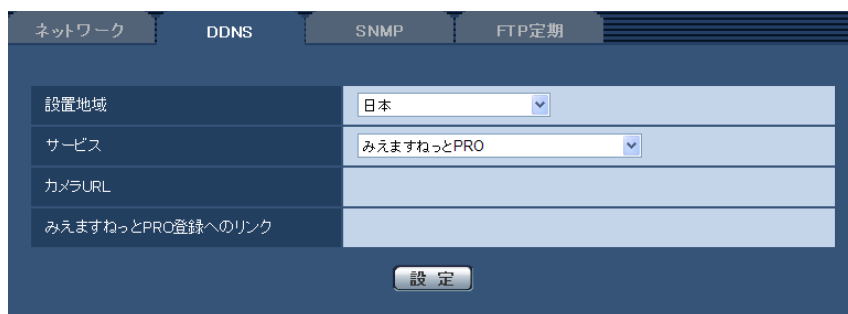 ネットワーク DDNS SNMP FTP定期
設置地域 日本
サービス みえますねっとPRO
カメラURL
みえますねっとPRO登録へのリンク
設 定